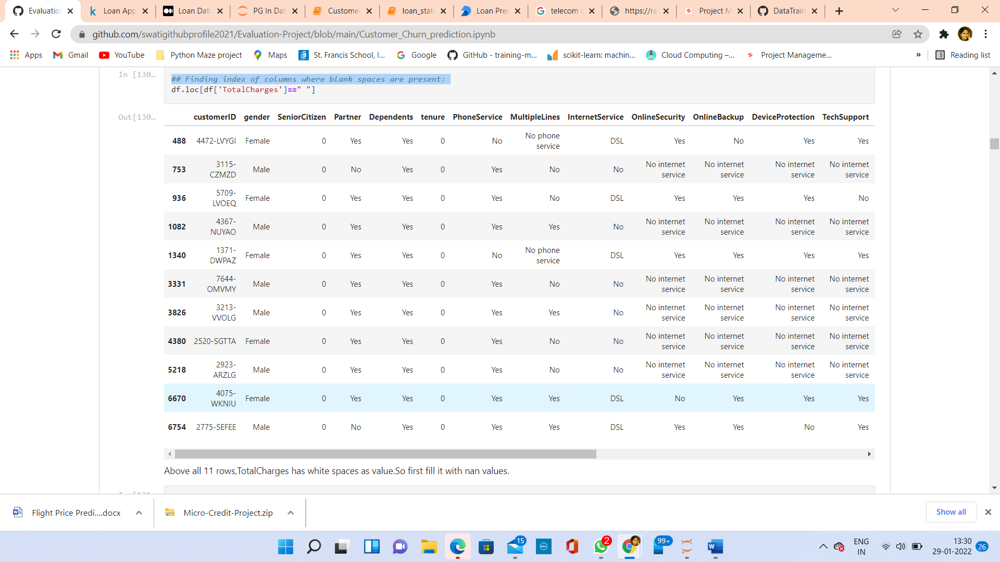 Evaluation
Loan App
Loan Data
PG In Dat
Custome
loan_statu
Loan Pred
telecom c
https://ra
Project M
DataTrain
github.com/swatigithubprofile2021/Evaluation-Project/blob/main/Customer_Churn_prediction.ipynb
Apps Gmail YouTube Python Maze project Maps St. Francis School, I... Google GitHub - training-m... scikit-learn: machin... Cloud Computing –... Project Manageme... » Reading list
In [130...
## Finding index of columns where blank spaces are present:
df.loc[df['TotalCharges']==" "]
Out[130...
customerID gender SeniorCitizen Partner Dependents tenure PhoneService MultipleLines InternetService OnlineSecurity OnlineBackup DeviceProtection TechSupport
488 4472-LVYGI Female 0 Yes Yes 0 No No phone service DSL Yes No Yes Yes
753 3115-CZMZD Male 0 No Yes 0 Yes No No No internet service No internet service No internet service No internet service
936 5709-LVOEQ Female 0 Yes Yes 0 Yes No DSL Yes Yes Yes No
1082 4367-NUYAO Male 0 Yes Yes 0 Yes Yes No No internet service No internet service No internet service No internet service
1340 1371-DWPAZ Female 0 Yes Yes 0 No No phone service DSL Yes Yes Yes Yes
3331 7644-OMVMY Male 0 Yes Yes 0 Yes No No No internet service No internet service No internet service No internet service
3826 3213-VVOLG Male 0 Yes Yes 0 Yes Yes No No internet service No internet service No internet service No internet service
4380 2520-SGTTA Female 0 Yes Yes 0 Yes No No No internet service No internet service No internet service No internet service
5218 2923-ARZLG Male 0 Yes Yes 0 Yes No No No internet service No internet service No internet service No internet service
6670 4075-WKNIU Female 0 Yes Yes 0 Yes Yes DSL No Yes Yes Yes
6754 2775-SEFEE Male 0 No Yes 0 Yes Yes DSL Yes Yes No Yes
Above all 11 rows,TotalCharges has white spaces as value.So first fill it with nan values.
Flight Price Predi....docx
Micro-Credit-Project.zip
Show all
15
2
99+
ENG
IN
13:30
29-01-2022
26